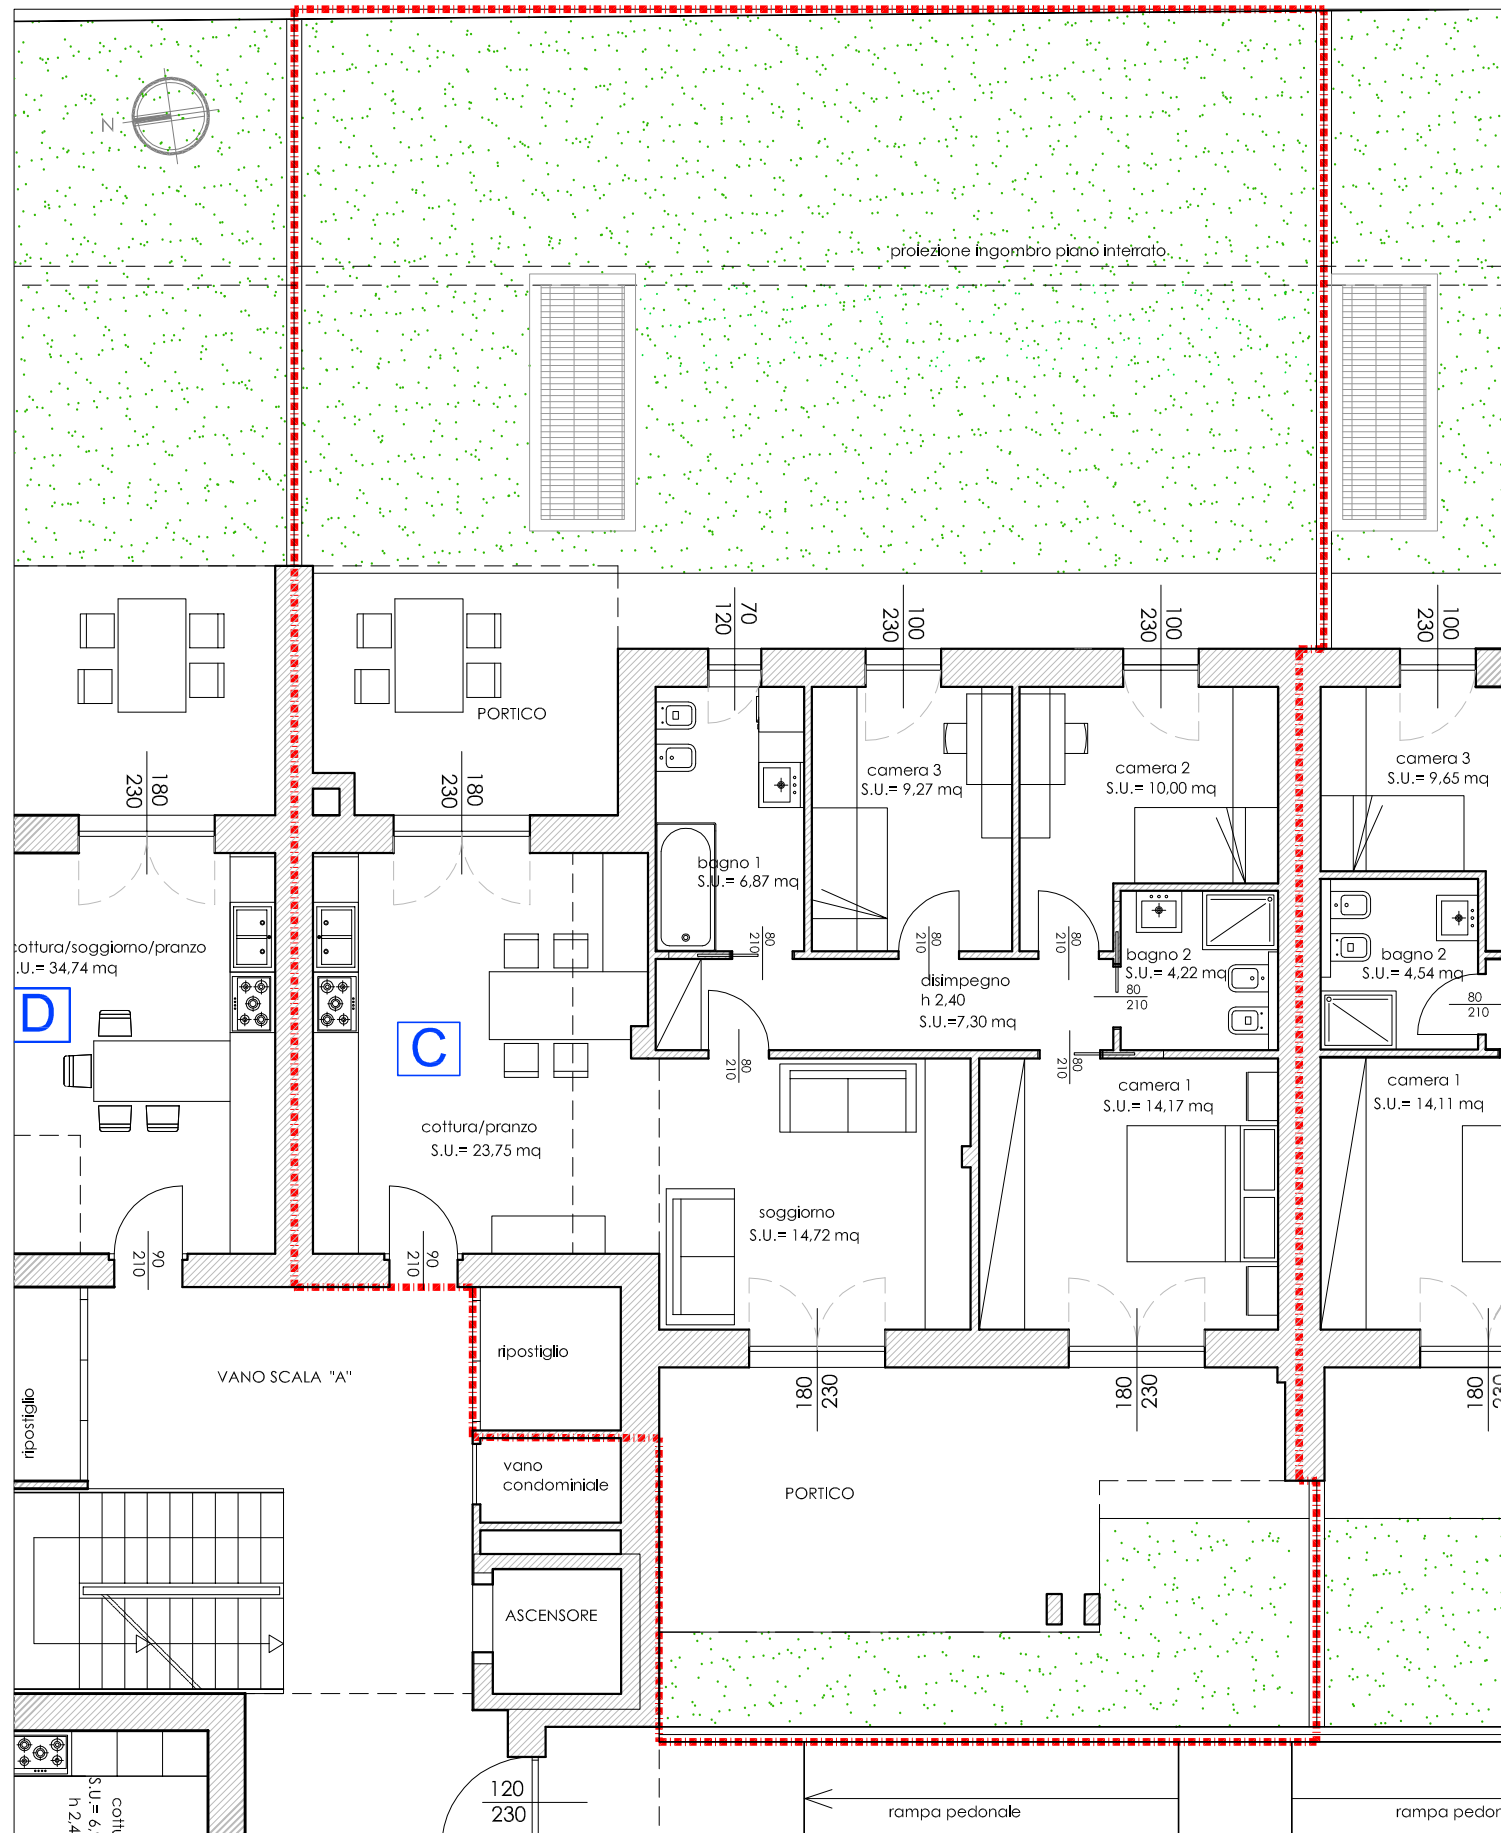 N
proiezione ingombro piano interrato
70
120
100
230
100
230
100
230
PORTICO
180
230
180
230
camera 3
S.U.= 9,27 mq
camera 2
S.U.= 10,00 mq
camera 3
S.U.= 9,65 mq
bagno 1
S.U.= 6,87 mq
cottura/soggiorno/pranzo
S.U.= 34,74 mq
D
C
80
210
80
210
80
210
disimpegno
h 2,40
S.U.=7,30 mq
bagno 2
S.U.= 4,22 mq
80
210
bagno 2
S.U.= 4,54 mq
80
210
80
210
80
210
camera 1
S.U.= 14,17 mq
camera 1
S.U.= 14,11 mq
cottura/pranzo
S.U.= 23,75 mq
soggiorno
S.U.= 14,72 mq
90
210
90
210
ripostiglio
VANO SCALA "A"
ripostiglio
180
230
180
230
180
230
vano
condominiale
PORTICO
ASCENSORE
120
230
rampa pedonale
rampa pedon
cottu
S.U.= 6,
h 2,4